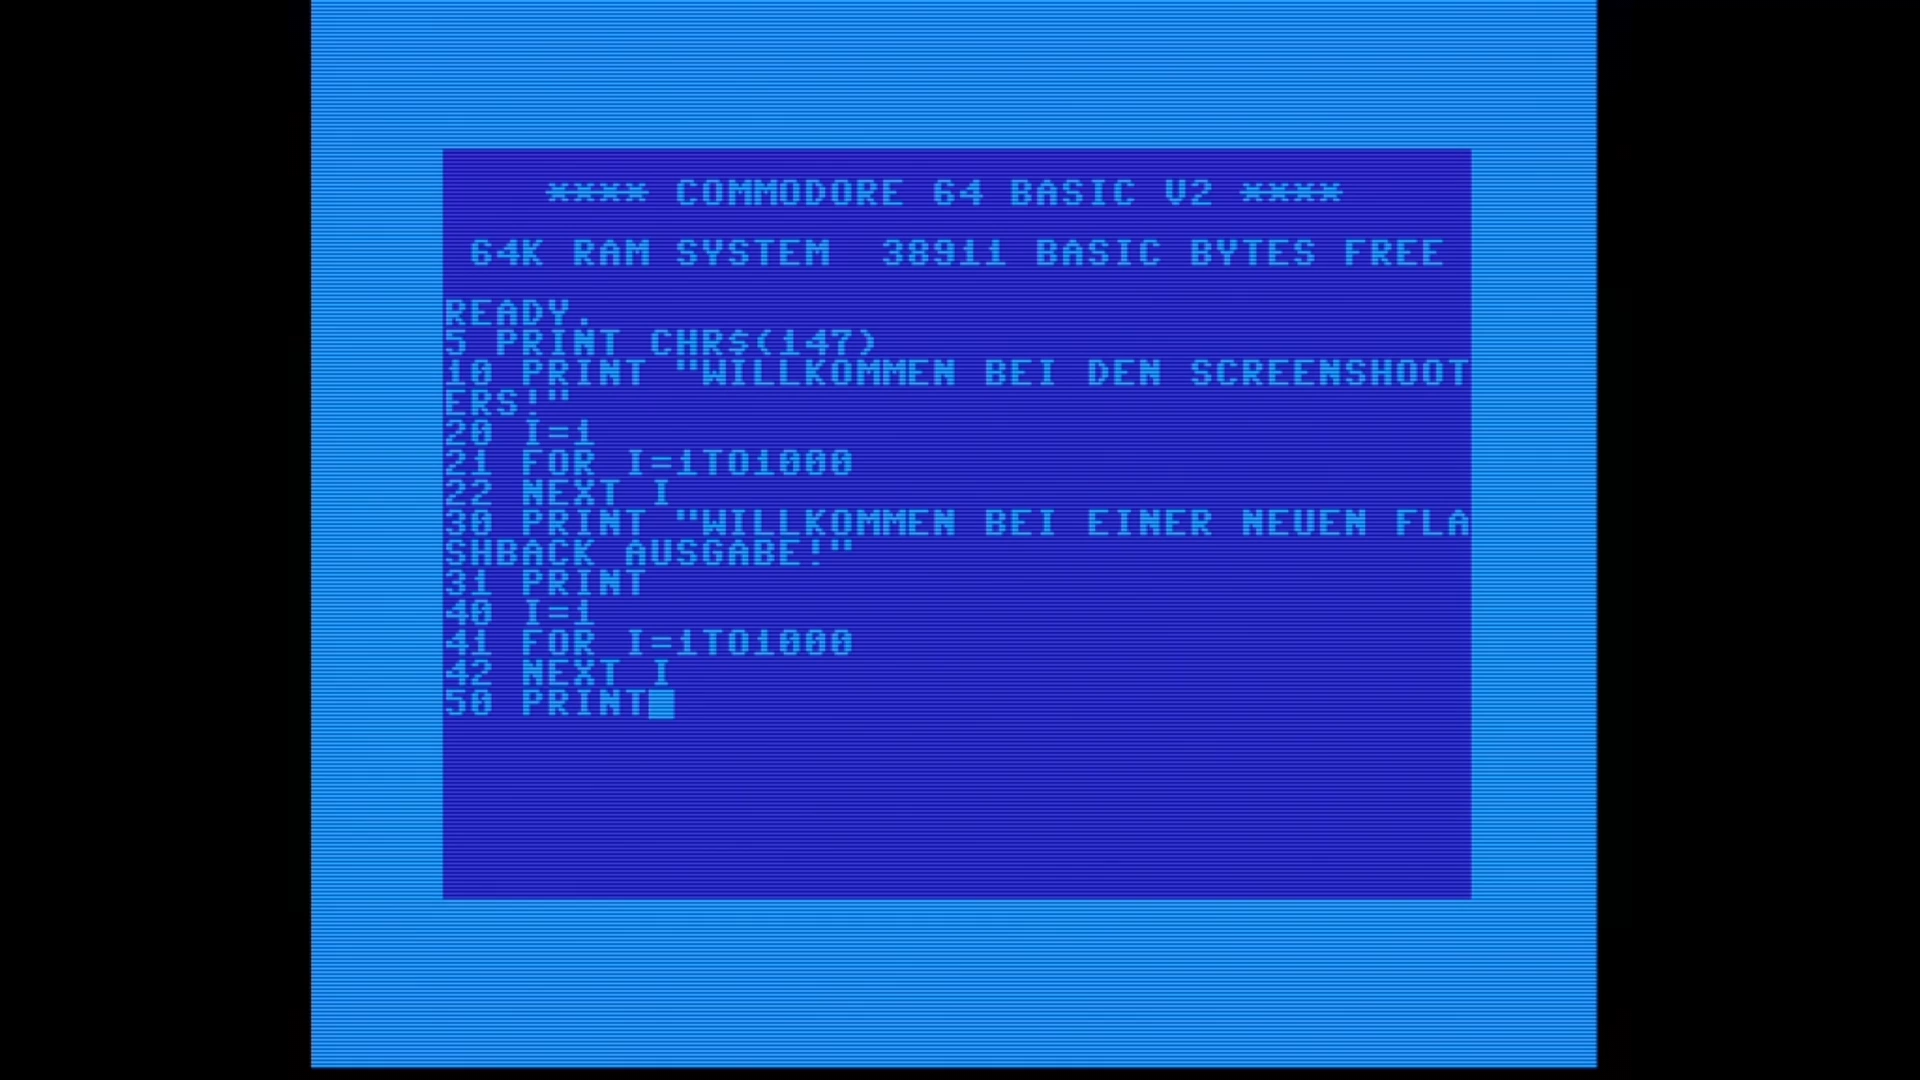 **** COMMODORE 64 BASIC V2 ****
64K RAM SYSTEM  38911 BASIC BYTES FREE
READY.
5 PRINT CHR$(147)
10 PRINT "WILLKOMMEN BEI DEN SCREENSHOOT
ERS!"
20 I=1
21 FOR I=1TO1000
22 NEXT I
30 PRINT "WILLKOMMEN BEI EINER NEUEN FLA
SHBACK AUSGABE!"
31 PRINT
40 I=1
41 FOR I=1TO1000
42 NEXT I
50 PRINT